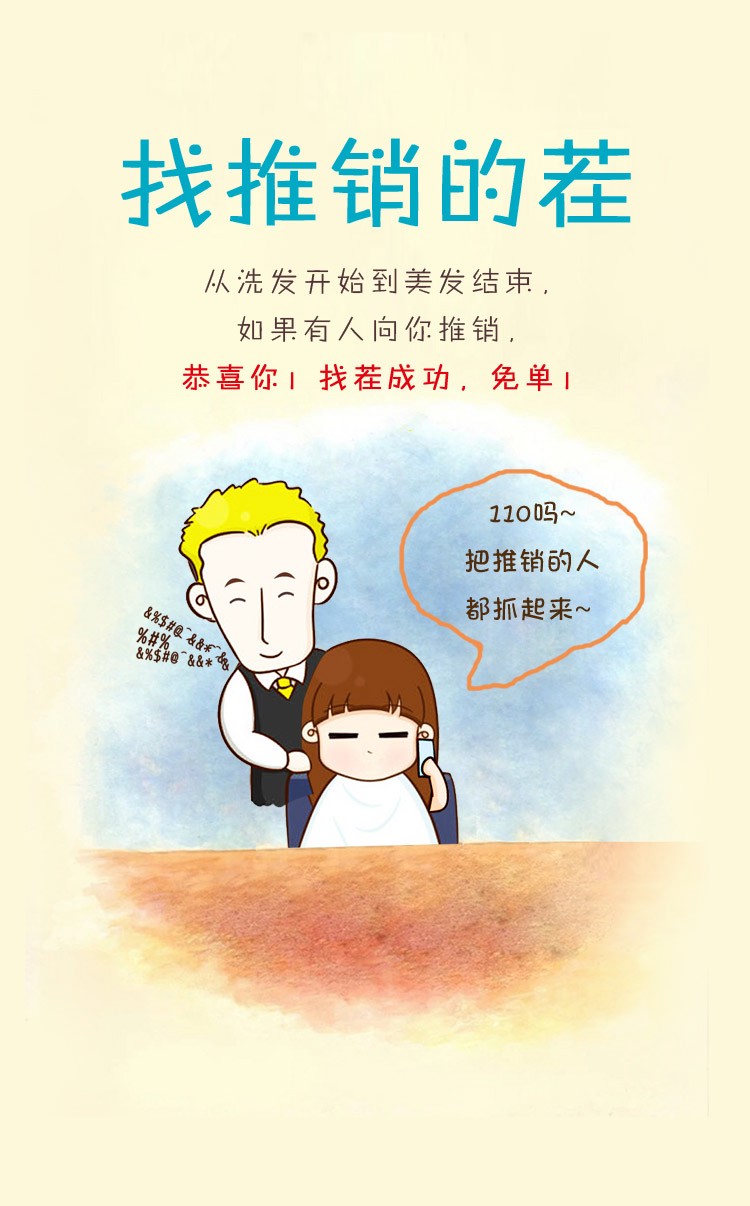 找推销的茬
从洗发开始到美发结束，
如果有人向你推销，
恭喜你！找茬成功，免单！
110吗~
把推销的人
都抓起来~
&%$#@~&&*~&&
%#%
&%$#@~&&*